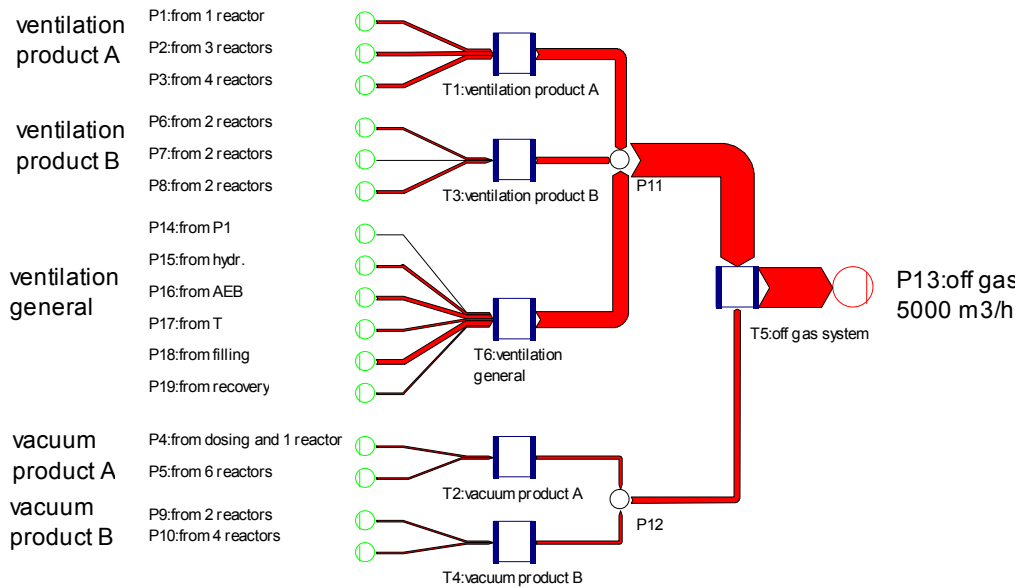 ventilation
product A
P1:from 1 reactor
P2:from 3 reactors
P3:from 4 reactors
T1:ventilation product A
ventilation
product B
P6:from 2 reactors
P7:from 2 reactors
P8:from 2 reactors
T3:ventilation product B
P11
ventilation
general
P14:from P1
P15:from hydr.
P16:from AEB
P17:from T
P18:from filling
P19:from recovery
T6:ventilation
general
T5:off gas system
P13:off gas
5000 m3/h
vacuum
product A
P4:from dosing and 1 reactor
P5:from 6 reactors
T2:vacuum product A
vacuum
product B
P9:from 2 reactors
P10:from 4 reactors
T4:vacuum product B
P12